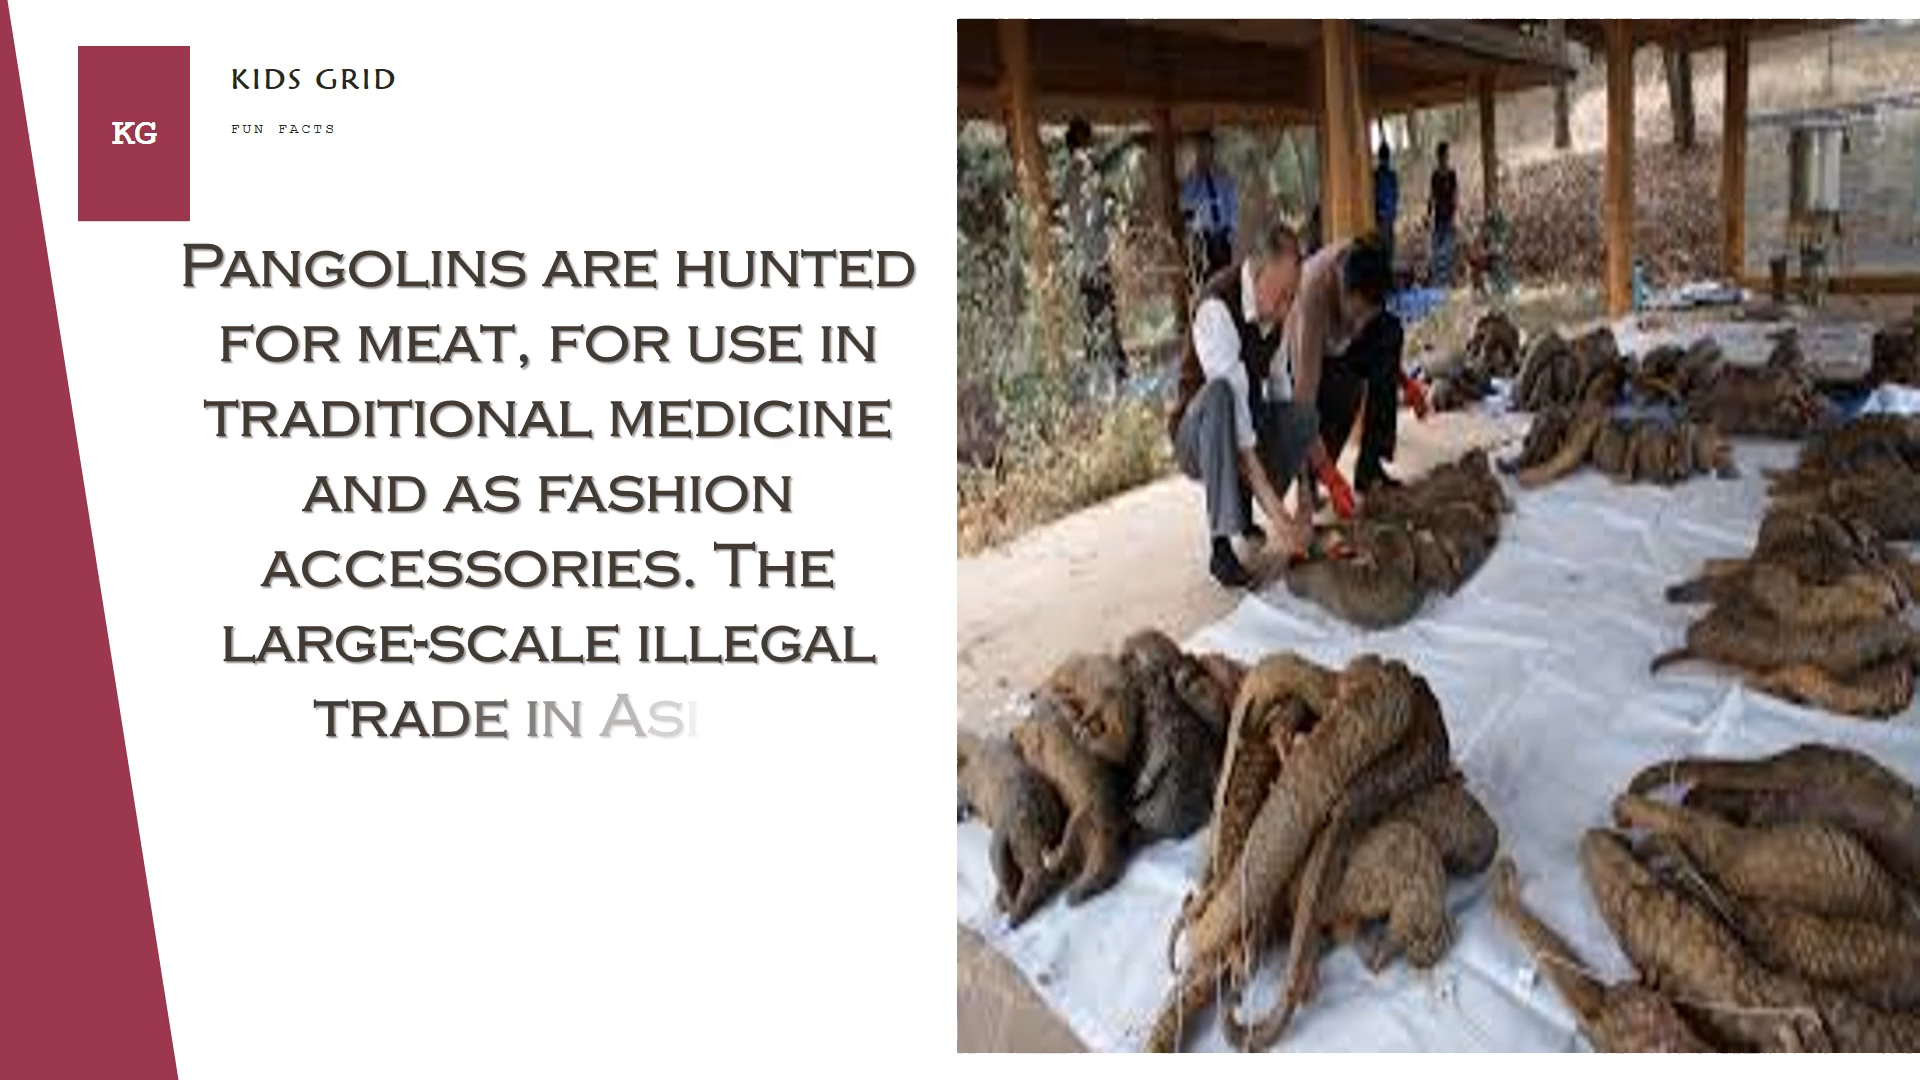 KG
KIDS GRID
FUN FACTS
PANGOLINS ARE HUNTED
FOR MEAT, FOR USE IN
TRADITIONAL MEDICINE
AND AS FASHION
ACCESSORIES. THE
LARGE-SCALE ILLEGAL
TRADE IN ASI